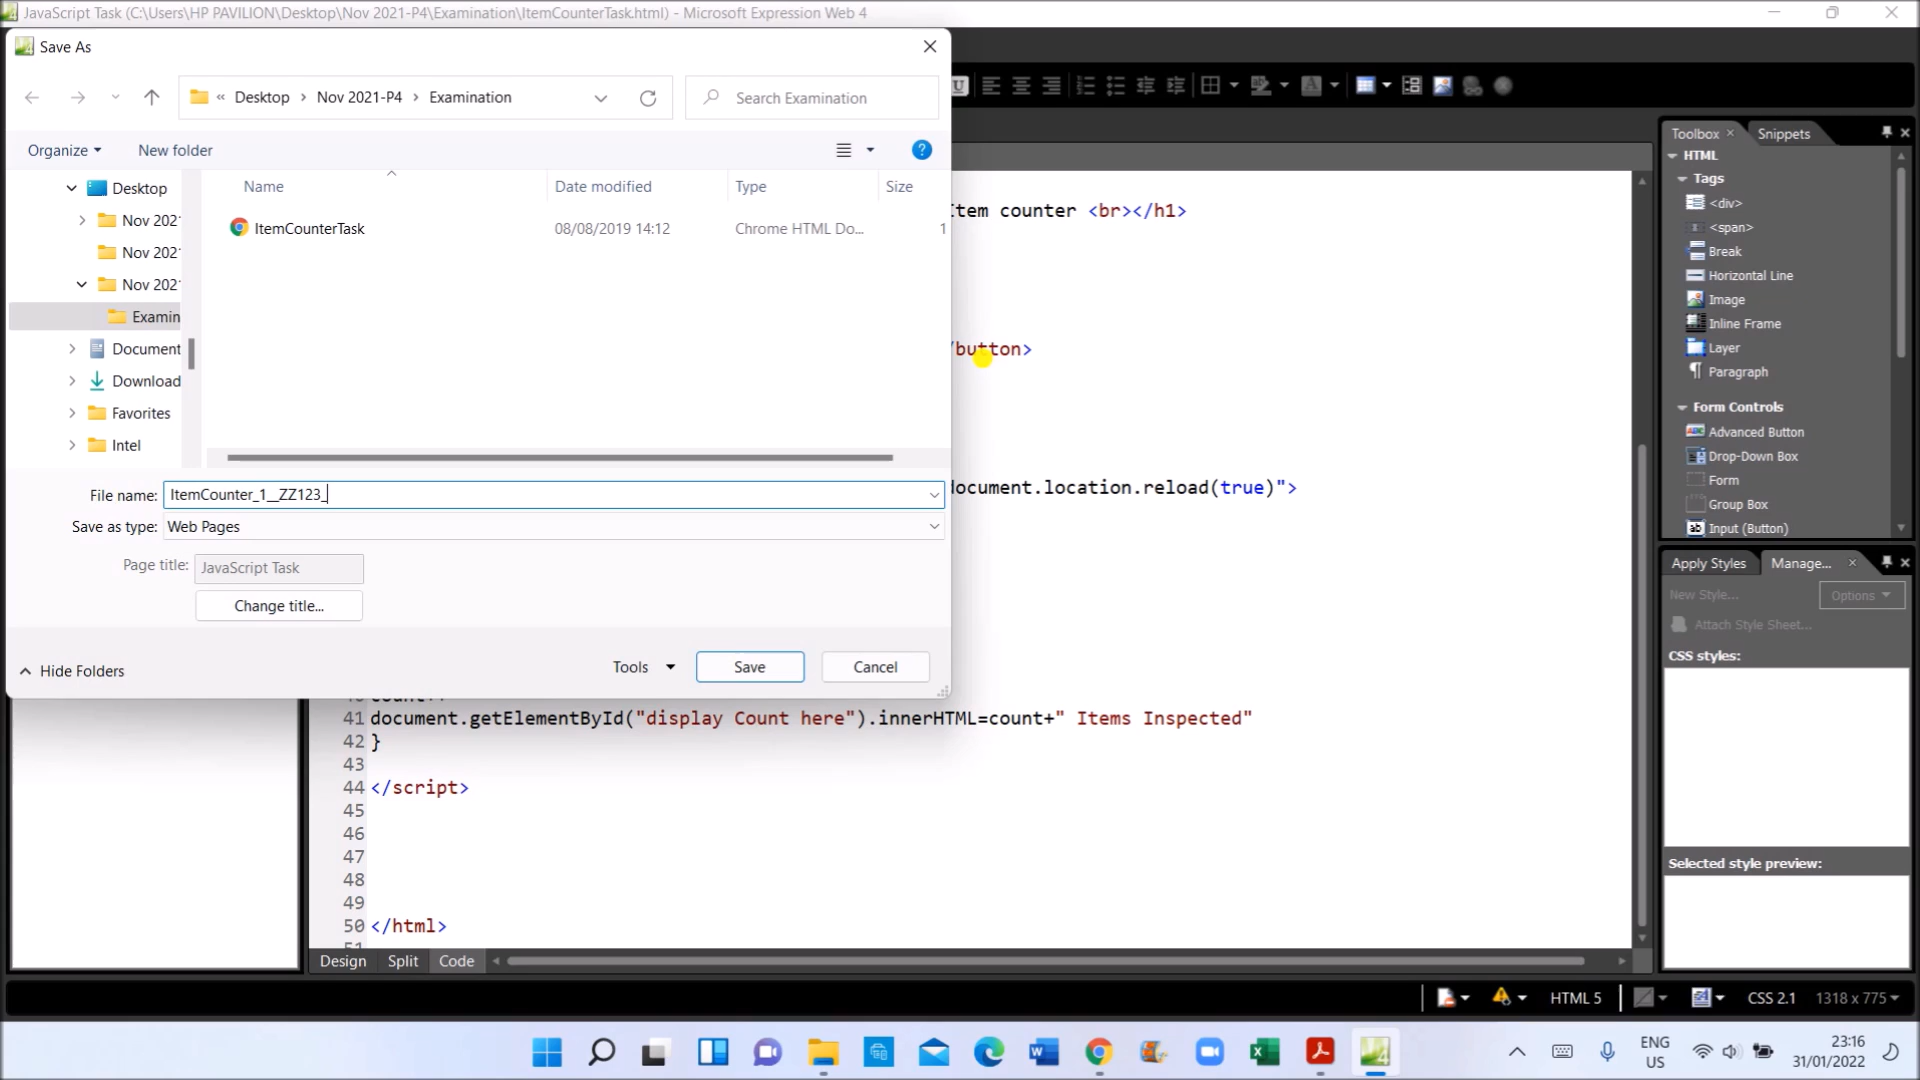 JavaScript Task (C:\Users\HP PAVILION\Desktop\Nov 2021-P4\Examination\ItemCounterTask.html) - Microsoft Expression Web 4
Save As
« Desktop › Nov 2021-P4 › Examination
Search Examination
Organize
New folder
Name
Date modified
Type
Size
ItemCounterTask
08/08/2019 14:12
Chrome HTML Do...
1
Desktop
Nov 202
Nov 202
Nov 202
Examin
Document
Download
Favorites
Intel
File name: ItemCounter_1__ZZ123_
Save as type: Web Pages
Page title: JavaScript Task
Change title...
Hide Folders
Tools
Save
Cancel
Item counter <br></h1>
button>
document.location.reload(true)">
41 document.getElementById("display Count here").innerHTML=count+" Items Inspected"
42 }
43
44 </script>
45
46
47
48
49
50 </html>
51
Design
Split
Code
Toolbox
Snippets
HTML
Tags
<div>
<span>
Break
Horizontal Line
Image
Inline Frame
Layer
Paragraph
Form Controls
Advanced Button
Drop-Down Box
Form
Group Box
Input (Button)
Apply Styles
Manage...
New Style...
Options
Attach Style Sheet...
CSS styles:
Selected style preview:
HTML 5
CSS 2.1
1318 x 775
ENG
US
23:16
31/01/2022